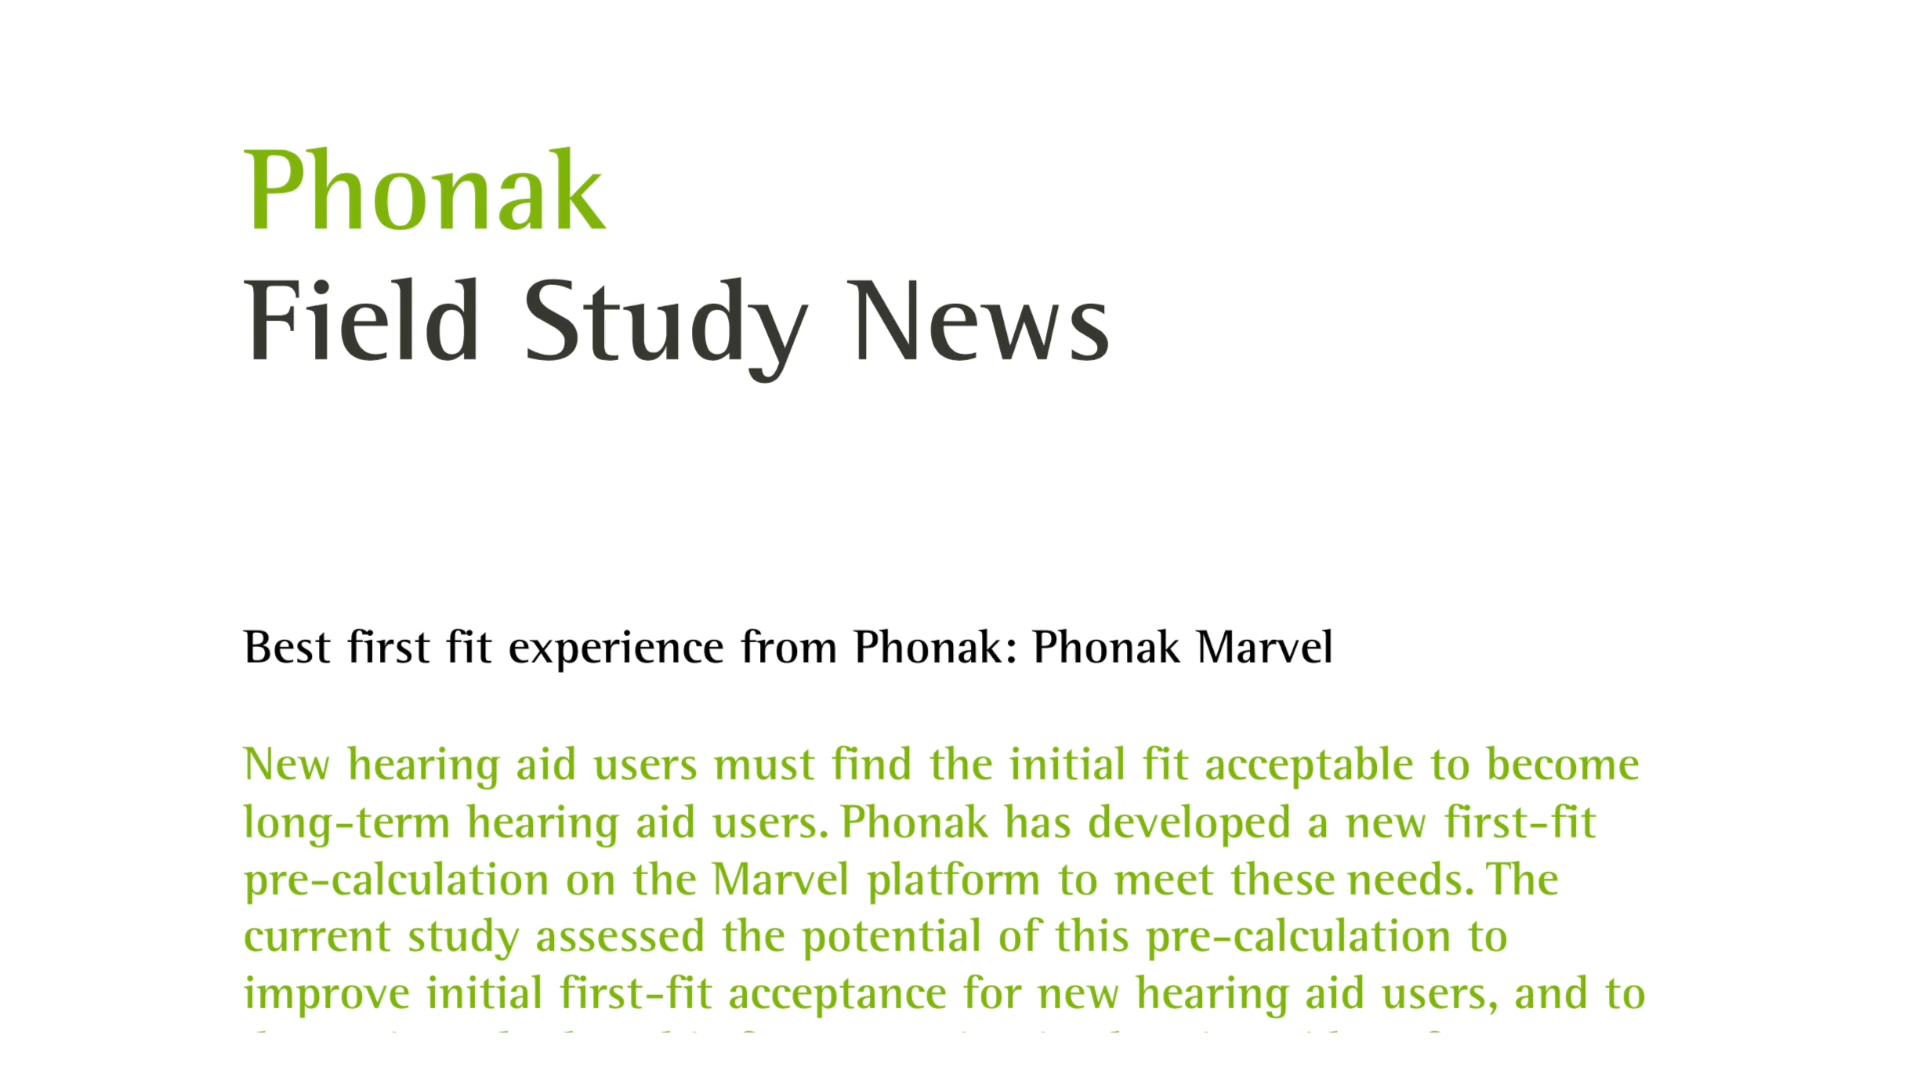 Phonak
Field Study News
Best first fit experience from Phonak: Phonak Marvel
New hearing aid users must find the initial fit acceptable to become
long-term hearing aid users. Phonak has developed a new first-fit
pre-calculation on the Marvel platform to meet these needs. The
current study assessed the potential of this pre-calculation to
improve initial first-fit acceptance for new hearing aid users, and to